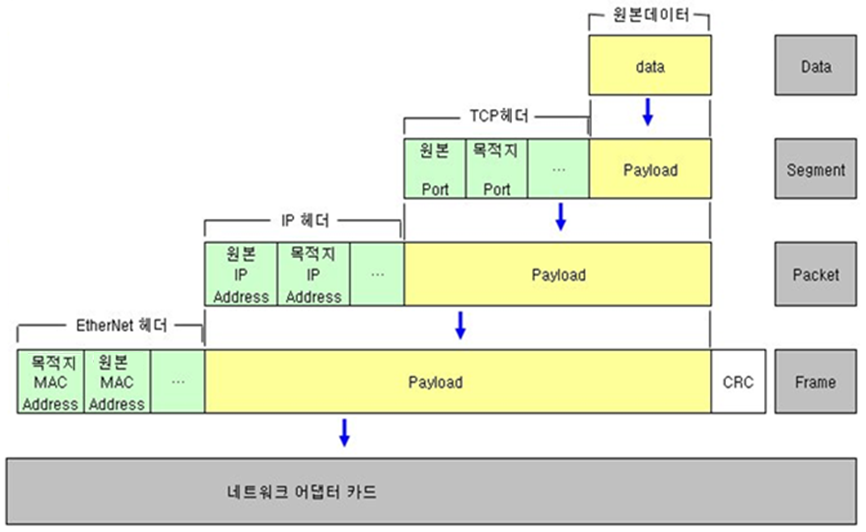 원본데이터
data
Data
TCP헤더
원본
Port
목적지
Port
...
Payload
Segment
IP 헤더
원본
IP
Address
목적지
IP
Address
...
Payload
Packet
EtherNet 헤더
목적지
MAC
Address
원본
MAC
Address
...
Payload
CRC
Frame
네트워크 어댑터 카드